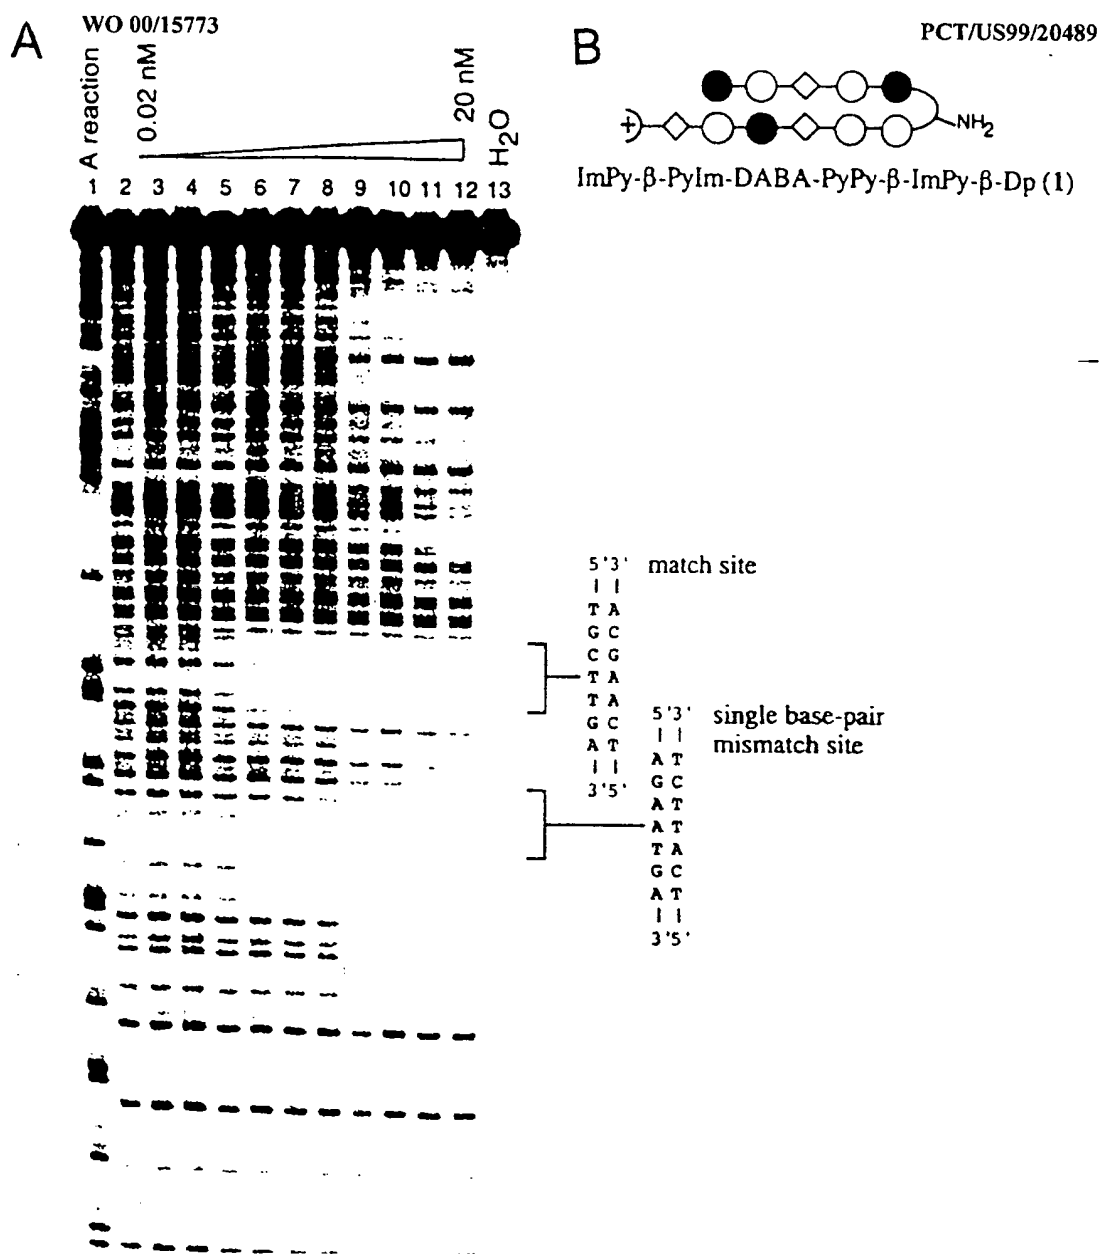 WO 00/15773
PCT/US99/20489
A
A reaction
0.02 nM
20 nM
H2O
1 2 3 4 5 6 7 8 9 10 11 12 13
B
+
NH2
ImPy-β-PyIm-DABA-PyPy-β-ImPy-β-Dp (1)
5'3' match site
T A
G C
C G
T A
T A
G C
A T
3'5'
5'3' single base-pair
mismatch site
A T
G C
A T
A T
T A
G C
A T
3'5'